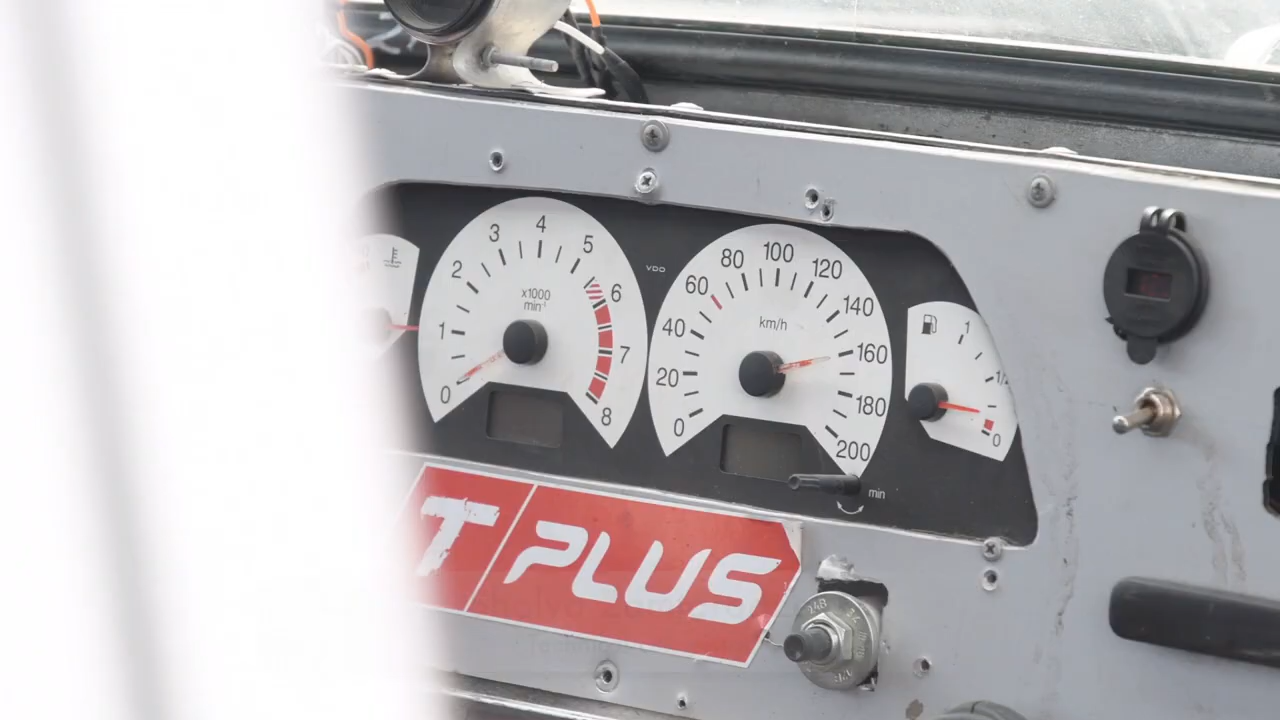 0 1 2 3 4 5 6 7 8
x1000
min⁻¹
VDO
0 20 40 60 80 100 120 140 160 180 200
km/h
min
1
1/
0
T PLUS
24B